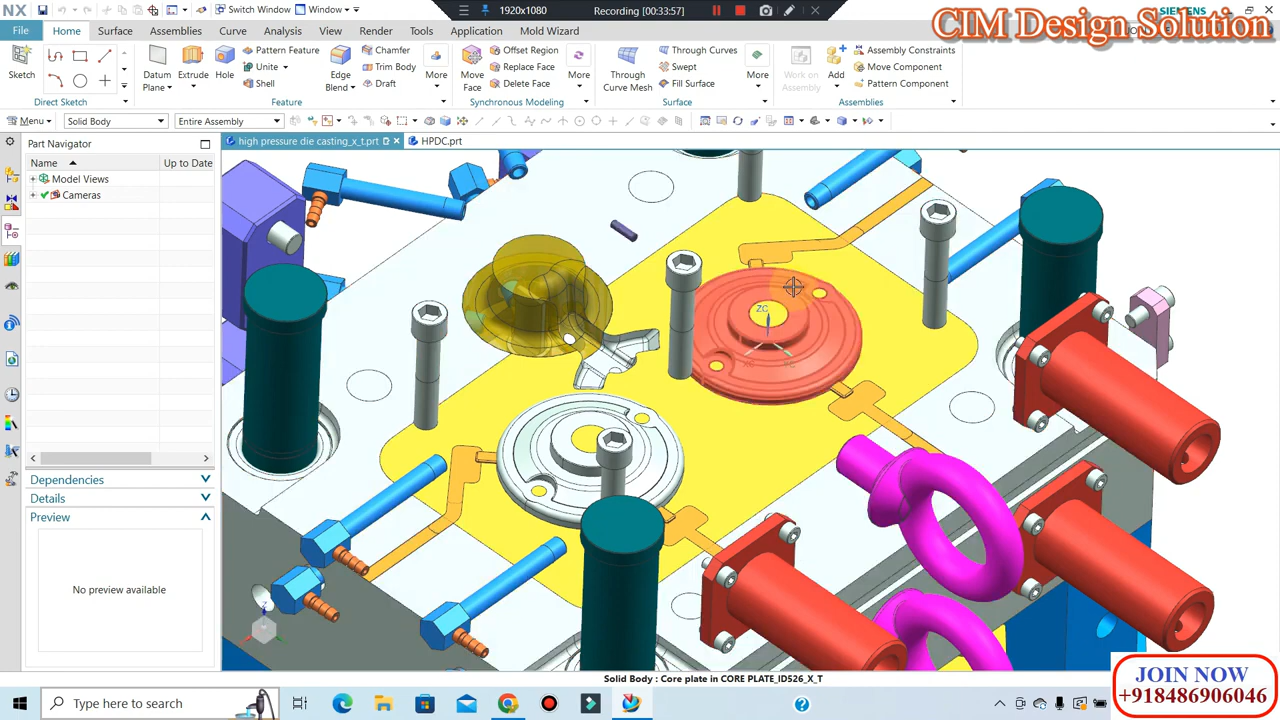 NX
Switch Window
Window
1920x1080
Recording [00:33:57]
CIM Design Solution
File
Home
Surface
Assemblies
Curve
Analysis
View
Render
Tools
Application
Mold Wizard
Sketch
Direct Sketch
Datum Plane
Extrude
Hole
Pattern Feature
Unite
Shell
Edge Blend
Chamfer
Trim Body
Draft
More
Feature
Move Face
Offset Region
Replace Face
Delete Face
More
Synchronous Modeling
Through Curve Mesh
Through Curves
Swept
Fill Surface
More
Surface
Work on Assembly
Add
Assembly Constraints
Move Component
Pattern Component
Assemblies
Menu
Solid Body
Entire Assembly
Part Navigator
high pressure die casting_x_t.prt
HPDC.prt
Name
Up to Date
Model Views
Cameras
ZC
Dependencies
Details
Preview
No preview available
Solid Body : Core plate in CORE PLATE_ID526_X_T
JOIN NOW
+918486906046
Type here to search